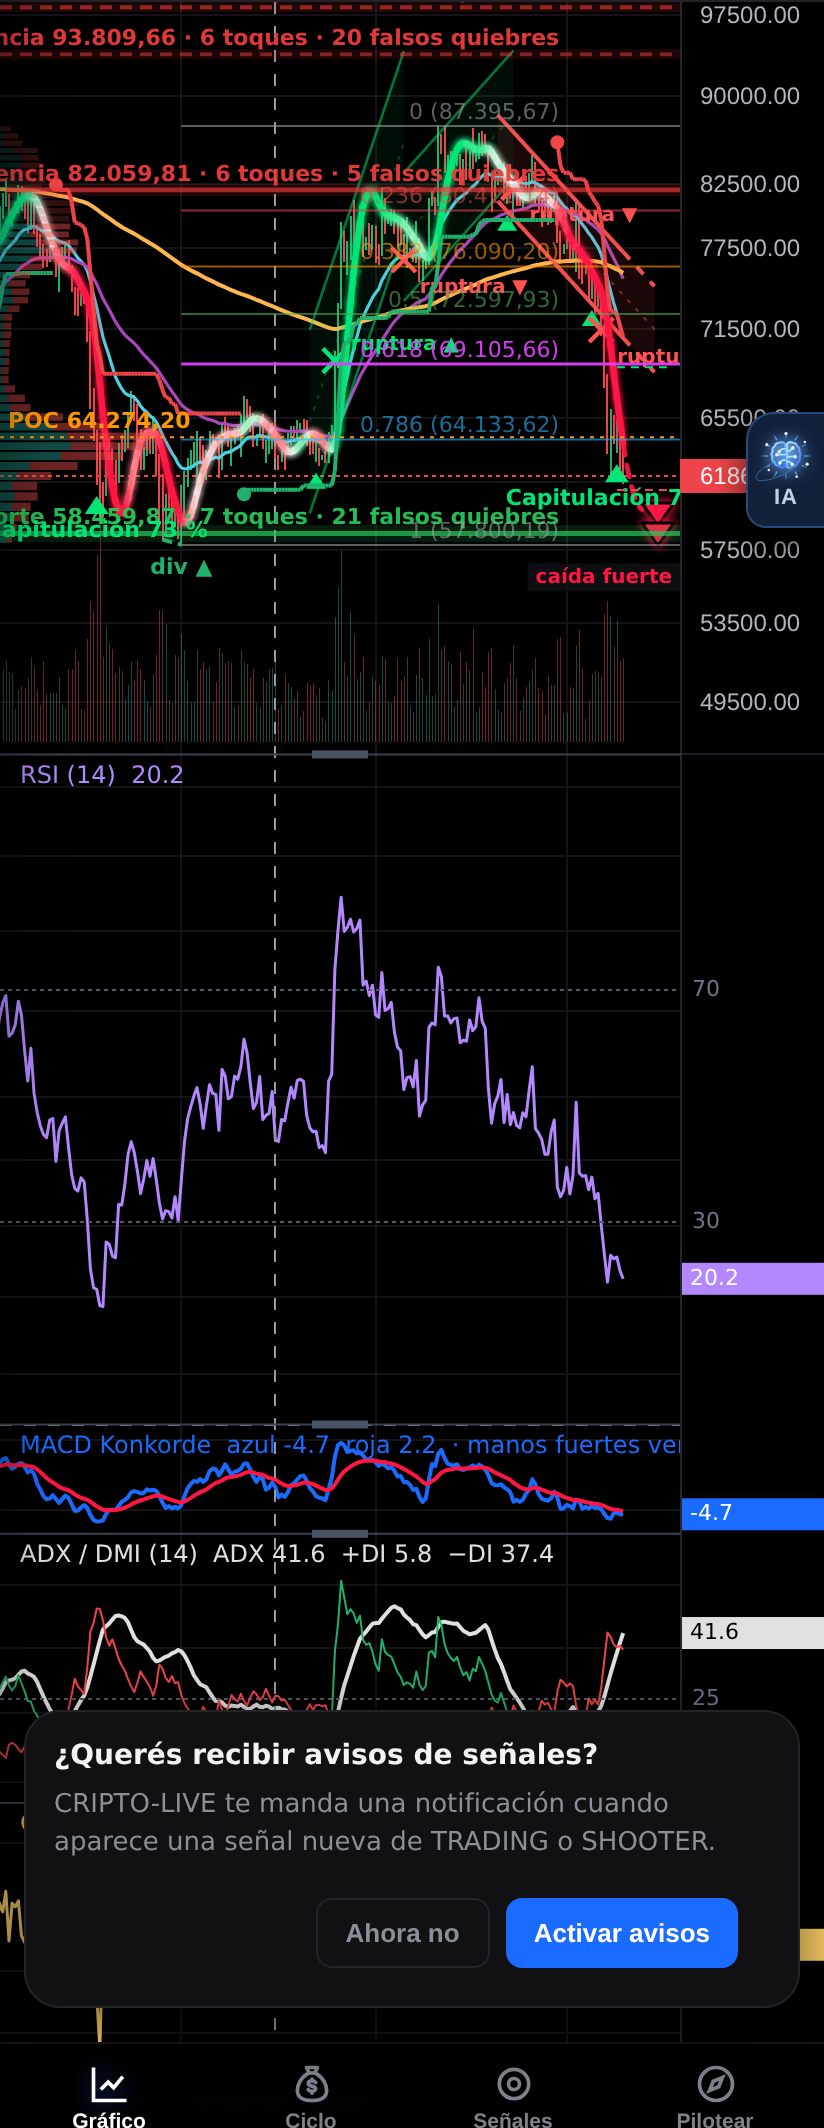 97500.00
ncia 93.809,66 · 6 toques · 20 falsos quiebres
90000.00
0 (87.395,67)
encia 82.059,81 · 6 toques · 5 falsos quiebres
82500.00
ruptura ▼
77500.00
0.382 (76.090,20)
ruptura ▼
0.5 (72.597,93)
71500.00
ruptura ▲
0.618 (69.105,66)
ruptu
POC 64.274,20
0.786 (64.133,62)
65500.00
6186
IA
Capitulación 7
orte 58.459,87 · 7 toques · 21 falsos quiebres
apitulación 73 %
1 (57.800,19)
57500.00
div ▲
caída fuerte
53500.00
49500.00
RSI (14) 20.2
70
30
20.2
MACD Konkorde azul -4.7 roja 2.2 · manos fuertes ve
-4.7
ADX / DMI (14) ADX 41.6 +DI 5.8 −DI 37.4
41.6
25
¿Querés recibir avisos de señales?
CRIPTO-LIVE te manda una notificación cuando
aparece una señal nueva de TRADING o SHOOTER.
Ahora no
Activar avisos
Gráfico
Ciclo
Señales
Pilotear